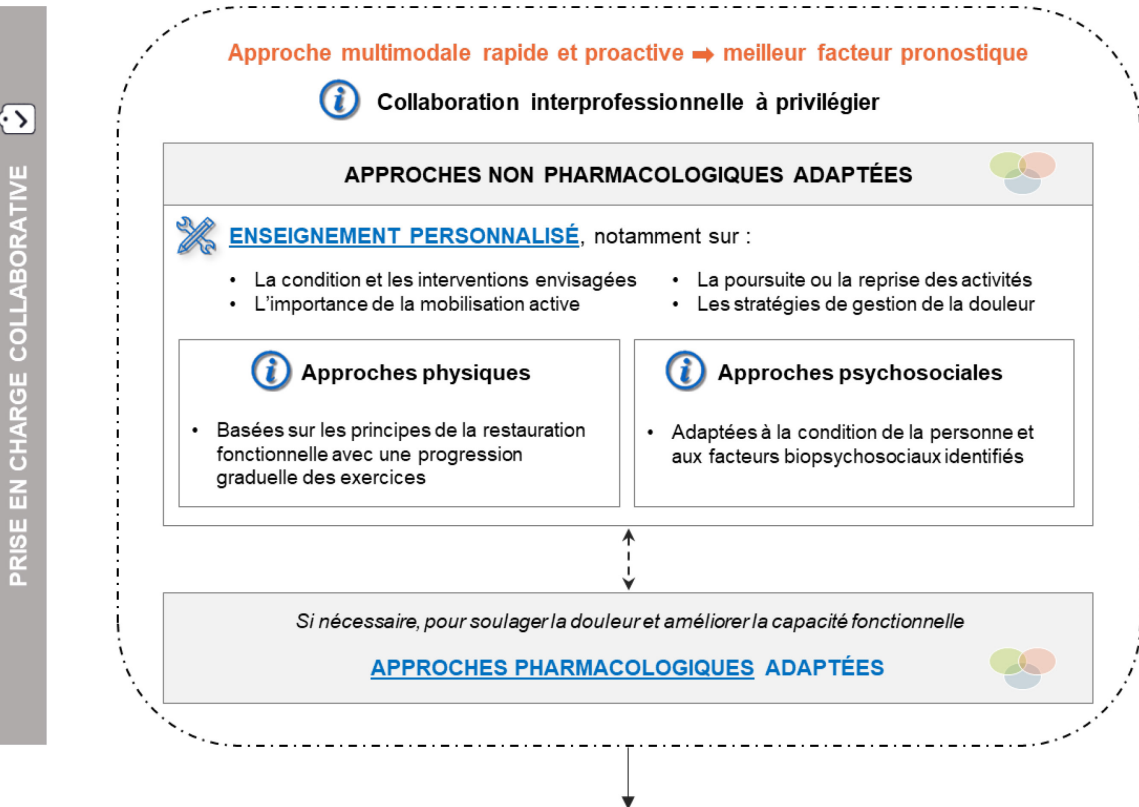 PRISE EN CHARGE COLLABORATIVE
Approche multimodale rapide et proactive ➡ meilleur facteur pronostique
Collaboration interprofessionnelle à privilégier
APPROCHES NON PHARMACOLOGIQUES ADAPTÉES
ENSEIGNEMENT PERSONNALISÉ, notamment sur :
• La condition et les interventions envisagées
• L'importance de la mobilisation active
• La poursuite ou la reprise des activités
• Les stratégies de gestion de la douleur
Approches physiques
• Basées sur les principes de la restauration
fonctionnelle avec une progression
graduelle des exercices
Approches psychosociales
• Adaptées à la condition de la personne et
aux facteurs biopsychosociaux identifiés
Si nécessaire, pour soulager la douleur et améliorer la capacité fonctionnelle
APPROCHES PHARMACOLOGIQUES ADAPTÉES